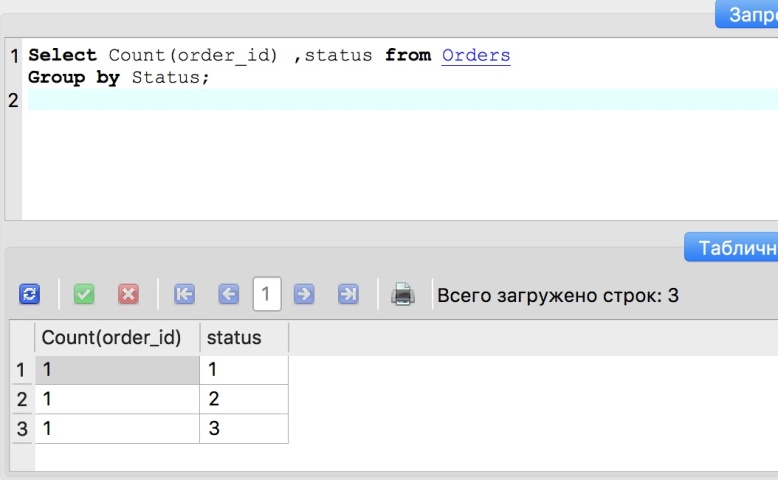 Запро
1 Select Count(order_id) ,status from Orders
Group by Status;
2
Табличн
1 Всего загружено строк: 3
Count(order_id) status
1 1 1
2 1 2
3 1 3